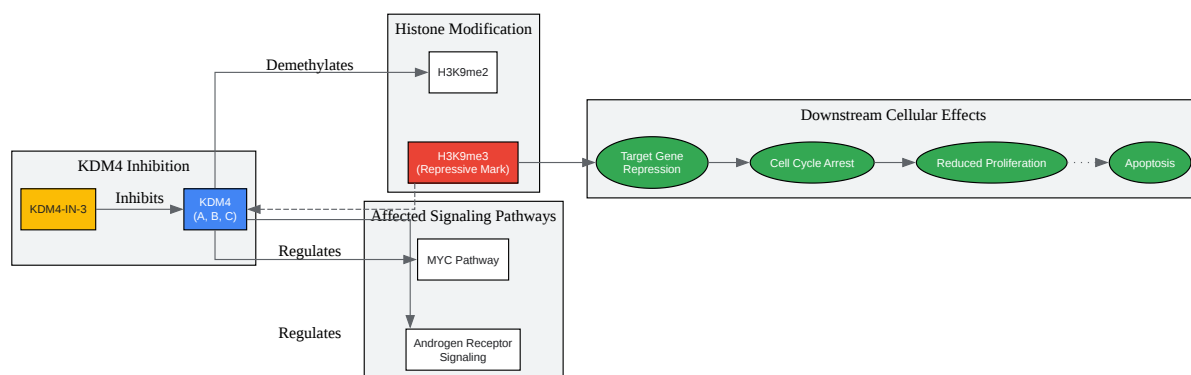 Histone Modification
Demethylates
H3K9me2
Downstream Cellular Effects
KDM4 Inhibition
H3K9me3
(Repressive Mark)
Target Gene
Repression
Cell Cycle Arrest
Reduced Proliferation
Apoptosis
KDM4-IN-3
Inhibits
KDM4
(A, B, C)
Affected Signaling Pathways
Regulates
MYC Pathway
Regulates
Androgen Receptor
Signaling